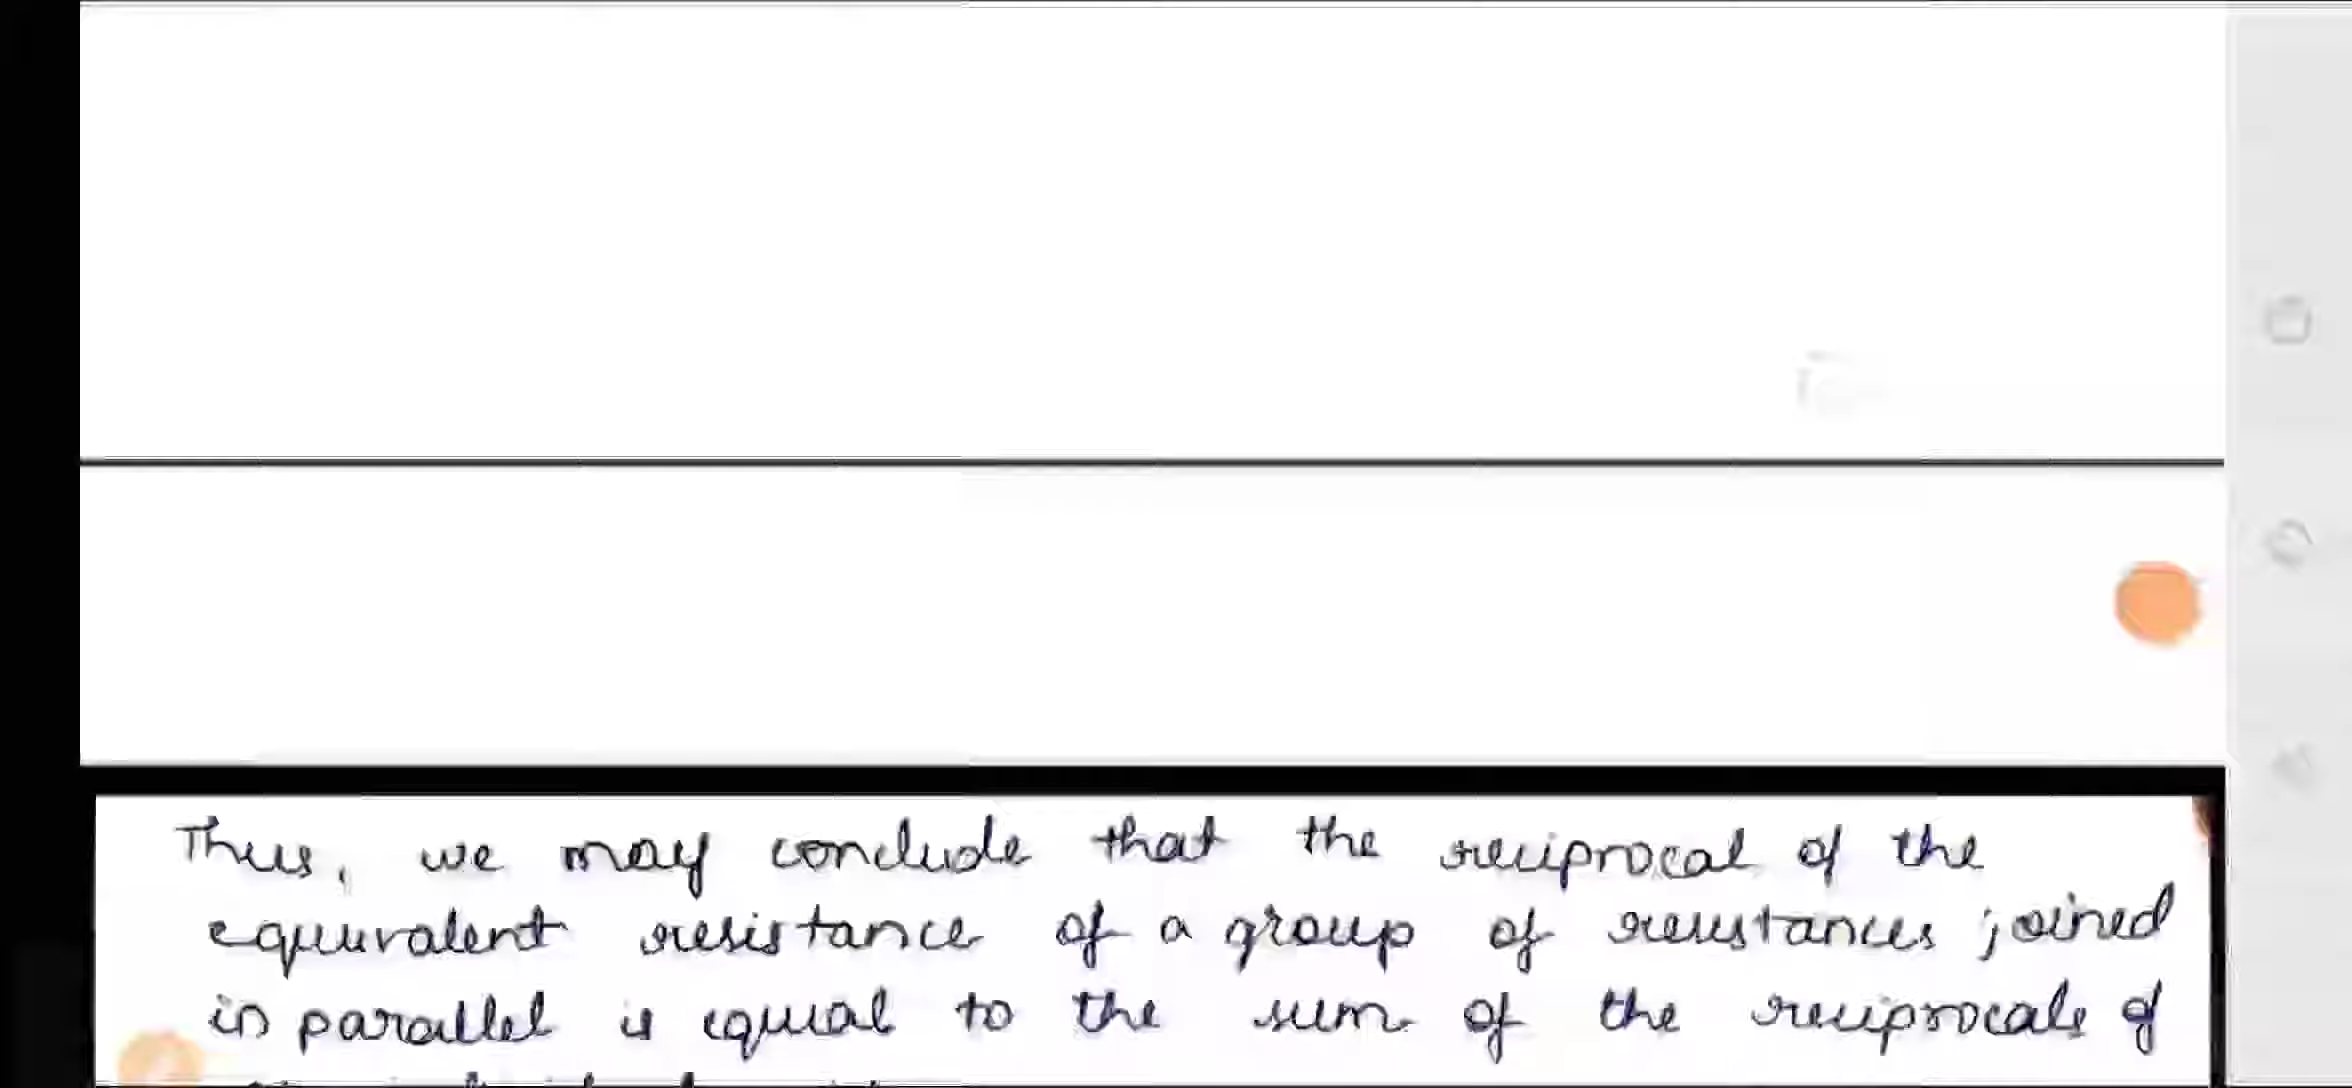 Thus, we may conclude that the reciprocal of the
equivalent resistance of a group of resistances joined
in parallel is equal to the sum of the reciprocals of